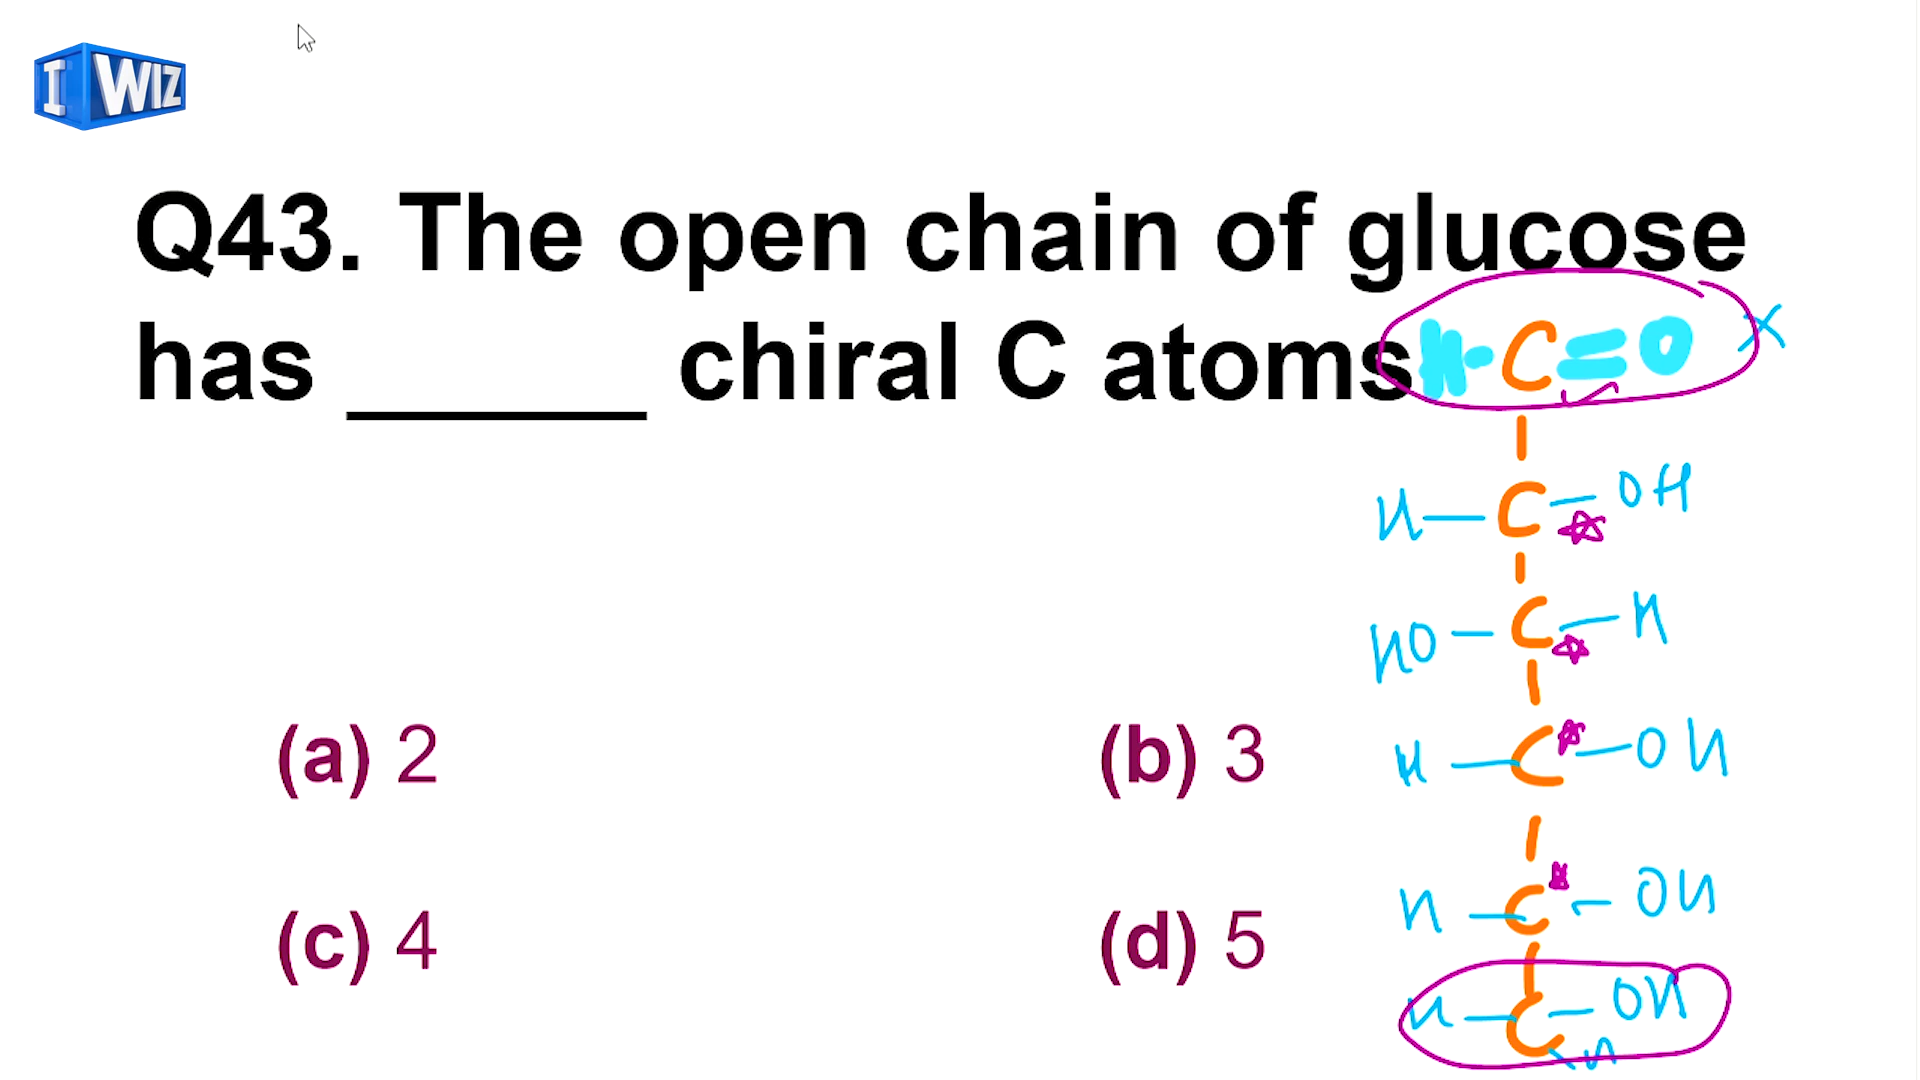 I WIZ
Q43. The open chain of glucose
has ______ chiral C atoms
H - C = O X
H — C — OH
HO — C — H
(a) 2 (b) 3 H — C — OH
H — C — OH
(c) 4 (d) 5
H — C — OH
H